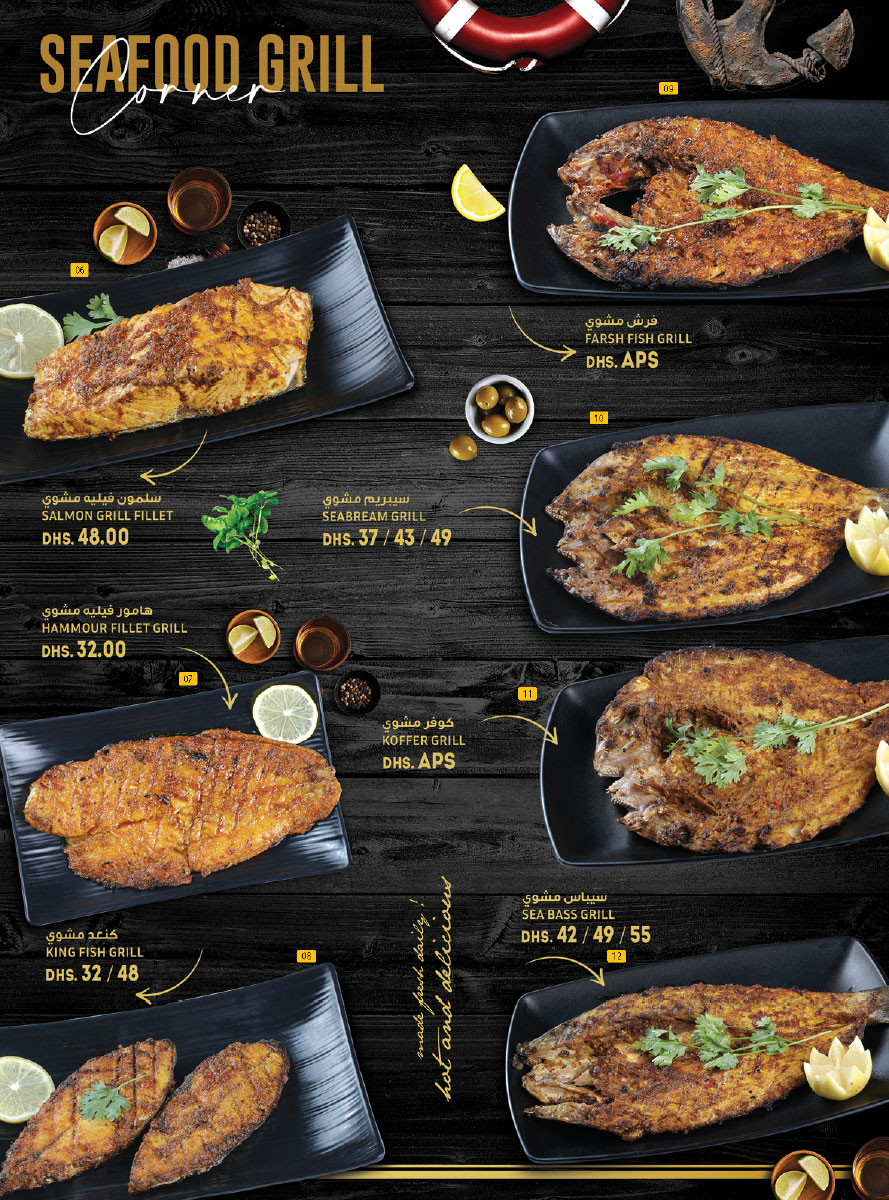 SEAFOOD GRILL
Corner
06
سلمون فيليه مشوي
SALMON GRILL FILLET
DHS. 48.00
هامور فيليه مشوي
HAMMOUR FILLET GRILL
DHS. 32.00
07
كنعد مشوي
KING FISH GRILL
DHS. 32 / 48
08
09
فرش مشوي
FARSH FISH GRILL
DHS. APS
10
سيبريم مشوي
SEABREAM GRILL
DHS. 37 / 43 / 49
11
كوفر مشوي
KOFFER GRILL
DHS. APS
سيباس مشوي
SEA BASS GRILL
DHS. 42 / 49 / 55
12
made fresh daily !
hot and delicious